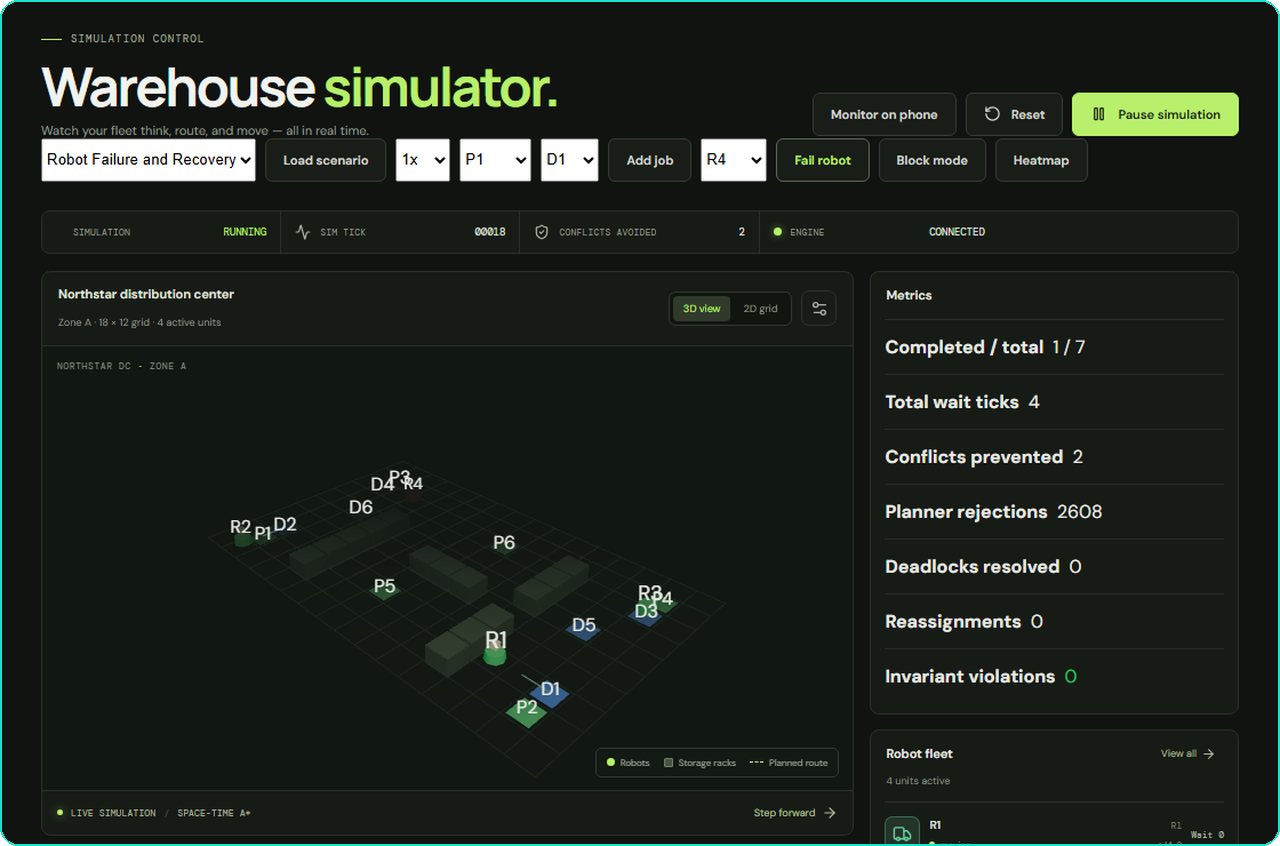 SIMULATION CONTROL
Warehouse simulator.
Watch your fleet think, route, and move — all in real time.
Monitor on phone
Reset
Pause simulation
Robot Failure and Recovery
Load scenario
1x
P1
D1
Add job
R4
Fail robot
Block mode
Heatmap
SIMULATION RUNNING
SIM TICK 00018
CONFLICTS AVOIDED 2
ENGINE CONNECTED
Northstar distribution center
Zone A · 18 × 12 grid · 4 active units
3D view
2D grid
NORTHSTAR DC - ZONE A
P3
D4
R4
D6
R2
P1
D2
P6
P5
R3
P4
D3
D5
R1
D1
P2
Robots
Storage racks
Planned route
LIVE SIMULATION / SPACE-TIME A*
Step forward
Metrics
Completed / total 1 / 7
Total wait ticks 4
Conflicts prevented 2
Planner rejections 2608
Deadlocks resolved 0
Reassignments 0
Invariant violations 0
Robot fleet
View all
4 units active
R1
R1
Wait 0